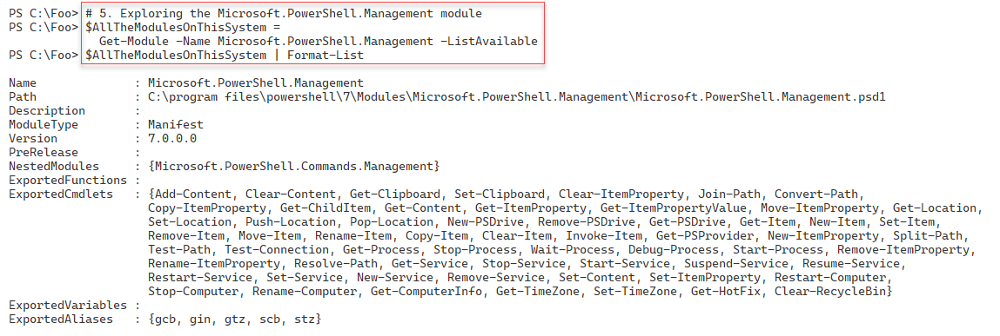 PS C:\Foo> # 5. Exploring the Microsoft.PowerShell.Management module
PS C:\Foo> $AllTheModulesOnThisSystem =
Get-Module -Name Microsoft.PowerShell.Management -ListAvailable
PS C:\Foo> $AllTheModulesOnThisSystem | Format-List
Name : Microsoft.PowerShell.Management
Path : C:\program files\powershell\7\Modules\Microsoft.PowerShell.Management\Microsoft.PowerShell.Management.psd1
Description :
ModuleType : Manifest
Version : 7.0.0.0
PreRelease :
NestedModules : {Microsoft.PowerShell.Commands.Management}
ExportedFunctions :
ExportedCmdlets : {Add-Content, Clear-Content, Get-Clipboard, Set-Clipboard, Clear-ItemProperty, Join-Path, Convert-Path,
Copy-ItemProperty, Get-ChildItem, Get-Content, Get-ItemProperty, Get-ItemPropertyValue, Move-ItemProperty, Get-Location,
Set-Location, Push-Location, Pop-Location, New-PSDrive, Remove-PSDrive, Get-PSDrive, Get-Item, New-Item, Set-Item,
Remove-Item, Move-Item, Rename-Item, Copy-Item, Clear-Item, Invoke-Item, Get-PSProvider, New-ItemProperty, Split-Path,
Test-Path, Test-Connection, Get-Process, Stop-Process, Wait-Process, Debug-Process, Start-Process, Remove-ItemProperty,
Rename-ItemProperty, Resolve-Path, Get-Service, Stop-Service, Start-Service, Suspend-Service, Resume-Service,
Restart-Service, Set-Service, New-Service, Remove-Service, Set-Content, Set-ItemProperty, Restart-Computer,
Stop-Computer, Rename-Computer, Get-ComputerInfo, Get-TimeZone, Set-TimeZone, Get-HotFix, Clear-RecycleBin}
ExportedVariables :
ExportedAliases : {gcb, gin, gtz, scb, stz}